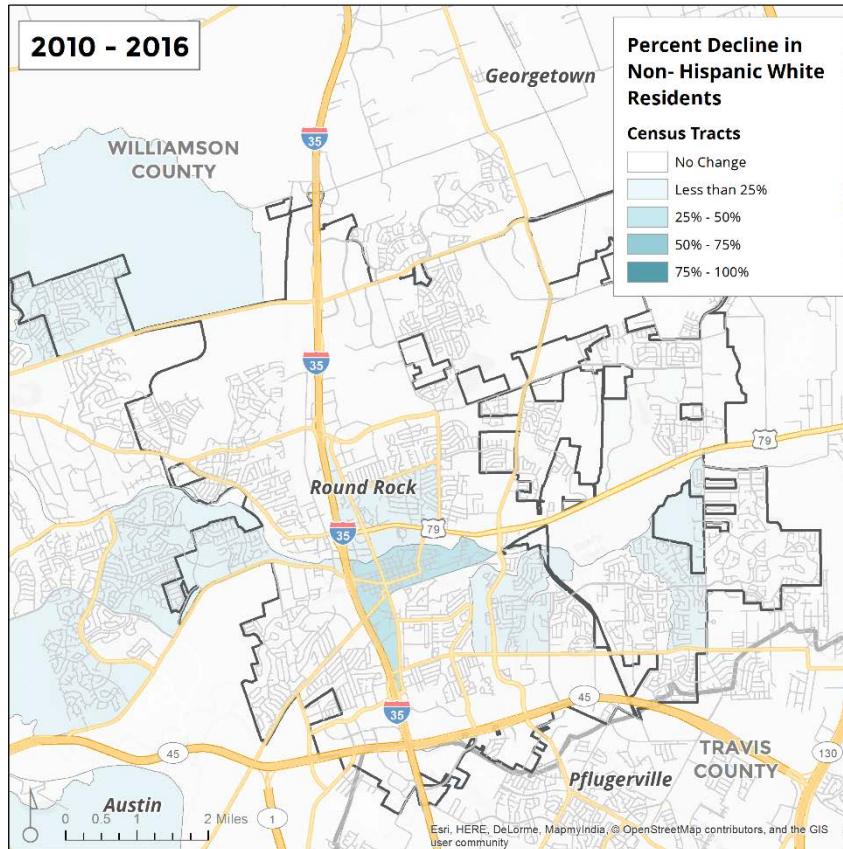 2010 - 2016
Percent Decline in
Non- Hispanic White
Residents
Census Tracts
No Change
Less than 25%
25% - 50%
50% - 75%
75% - 100%
Georgetown
35
WILLIAMSON
COUNTY
35
79
Round Rock
79
35
35
45
45
TRAVIS
COUNTY
130
Pflugerville
Austin
1
0 0.5 1 2 Miles
Esri, HERE, DeLorme, MapmyIndia, © OpenStreetMap contributors, and the GIS
user community